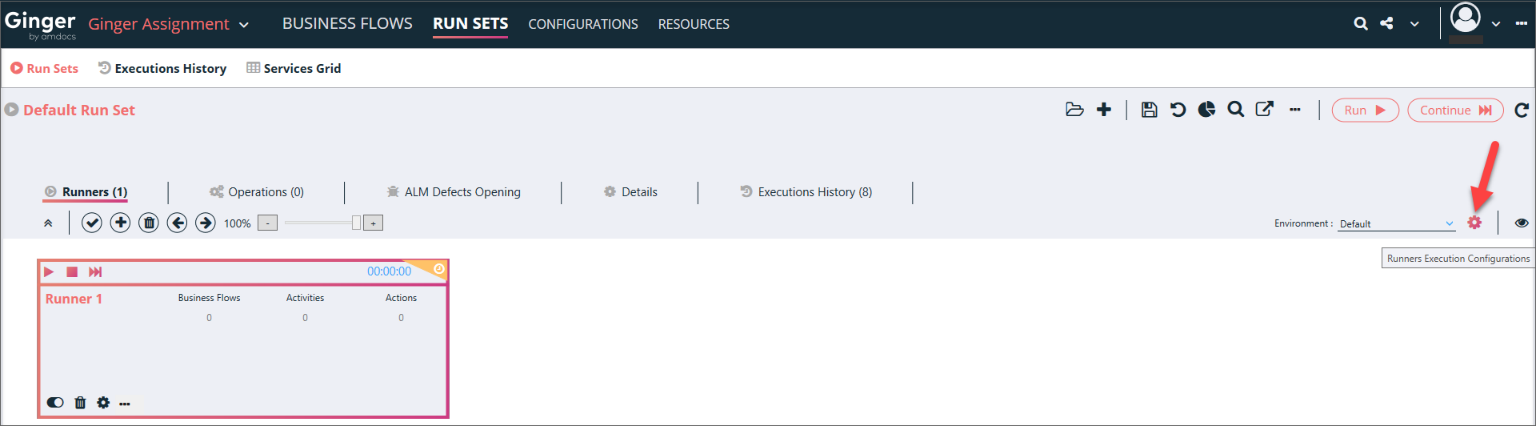 Ginger by amdocs Ginger Assignment BUSINESS FLOWS RUN SETS CONFIGURATIONS RESOURCES
Run Sets Executions History Services Grid
Default Run Set Run Continue
Runners (1) Operations (0) ALM Defects Opening Details Executions History (8)
100% - + Environment : Default
Runners Execution Configurations
00:00:00
Runner 1 Business Flows Activities Actions
0 0 0